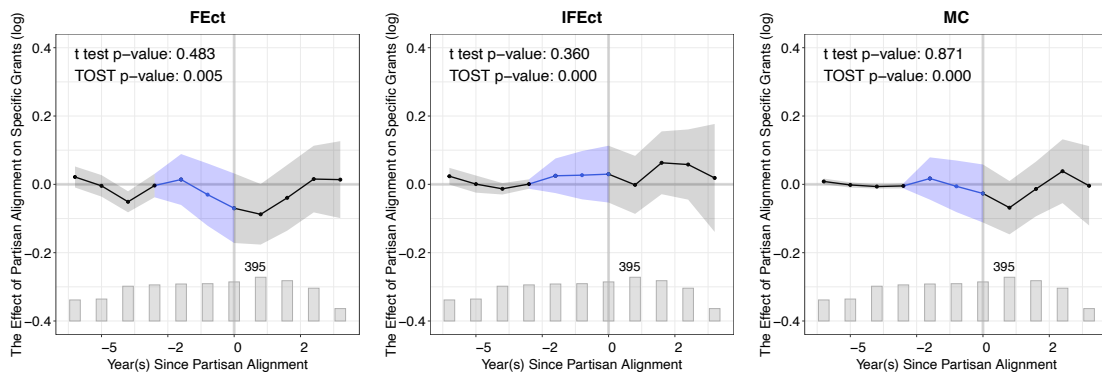 FEct
The Effect of Partisan Alignment on Specific Grants (log)
t test p−value: 0.483
TOST p−value: 0.005
0.4
0.2
0.0
−0.2
−0.4
395
−5 −2 0 2
Year(s) Since Partisan Alignment
IFEct
The Effect of Partisan Alignment on Specific Grants (log)
t test p−value: 0.360
TOST p−value: 0.000
0.4
0.2
0.0
−0.2
−0.4
395
−5 −2 0 2
Year(s) Since Partisan Alignment
MC
The Effect of Partisan Alignment on Specific Grants (log)
t test p−value: 0.871
TOST p−value: 0.000
0.4
0.2
0.0
−0.2
−0.4
395
−5 −2 0 2
Year(s) Since Partisan Alignment